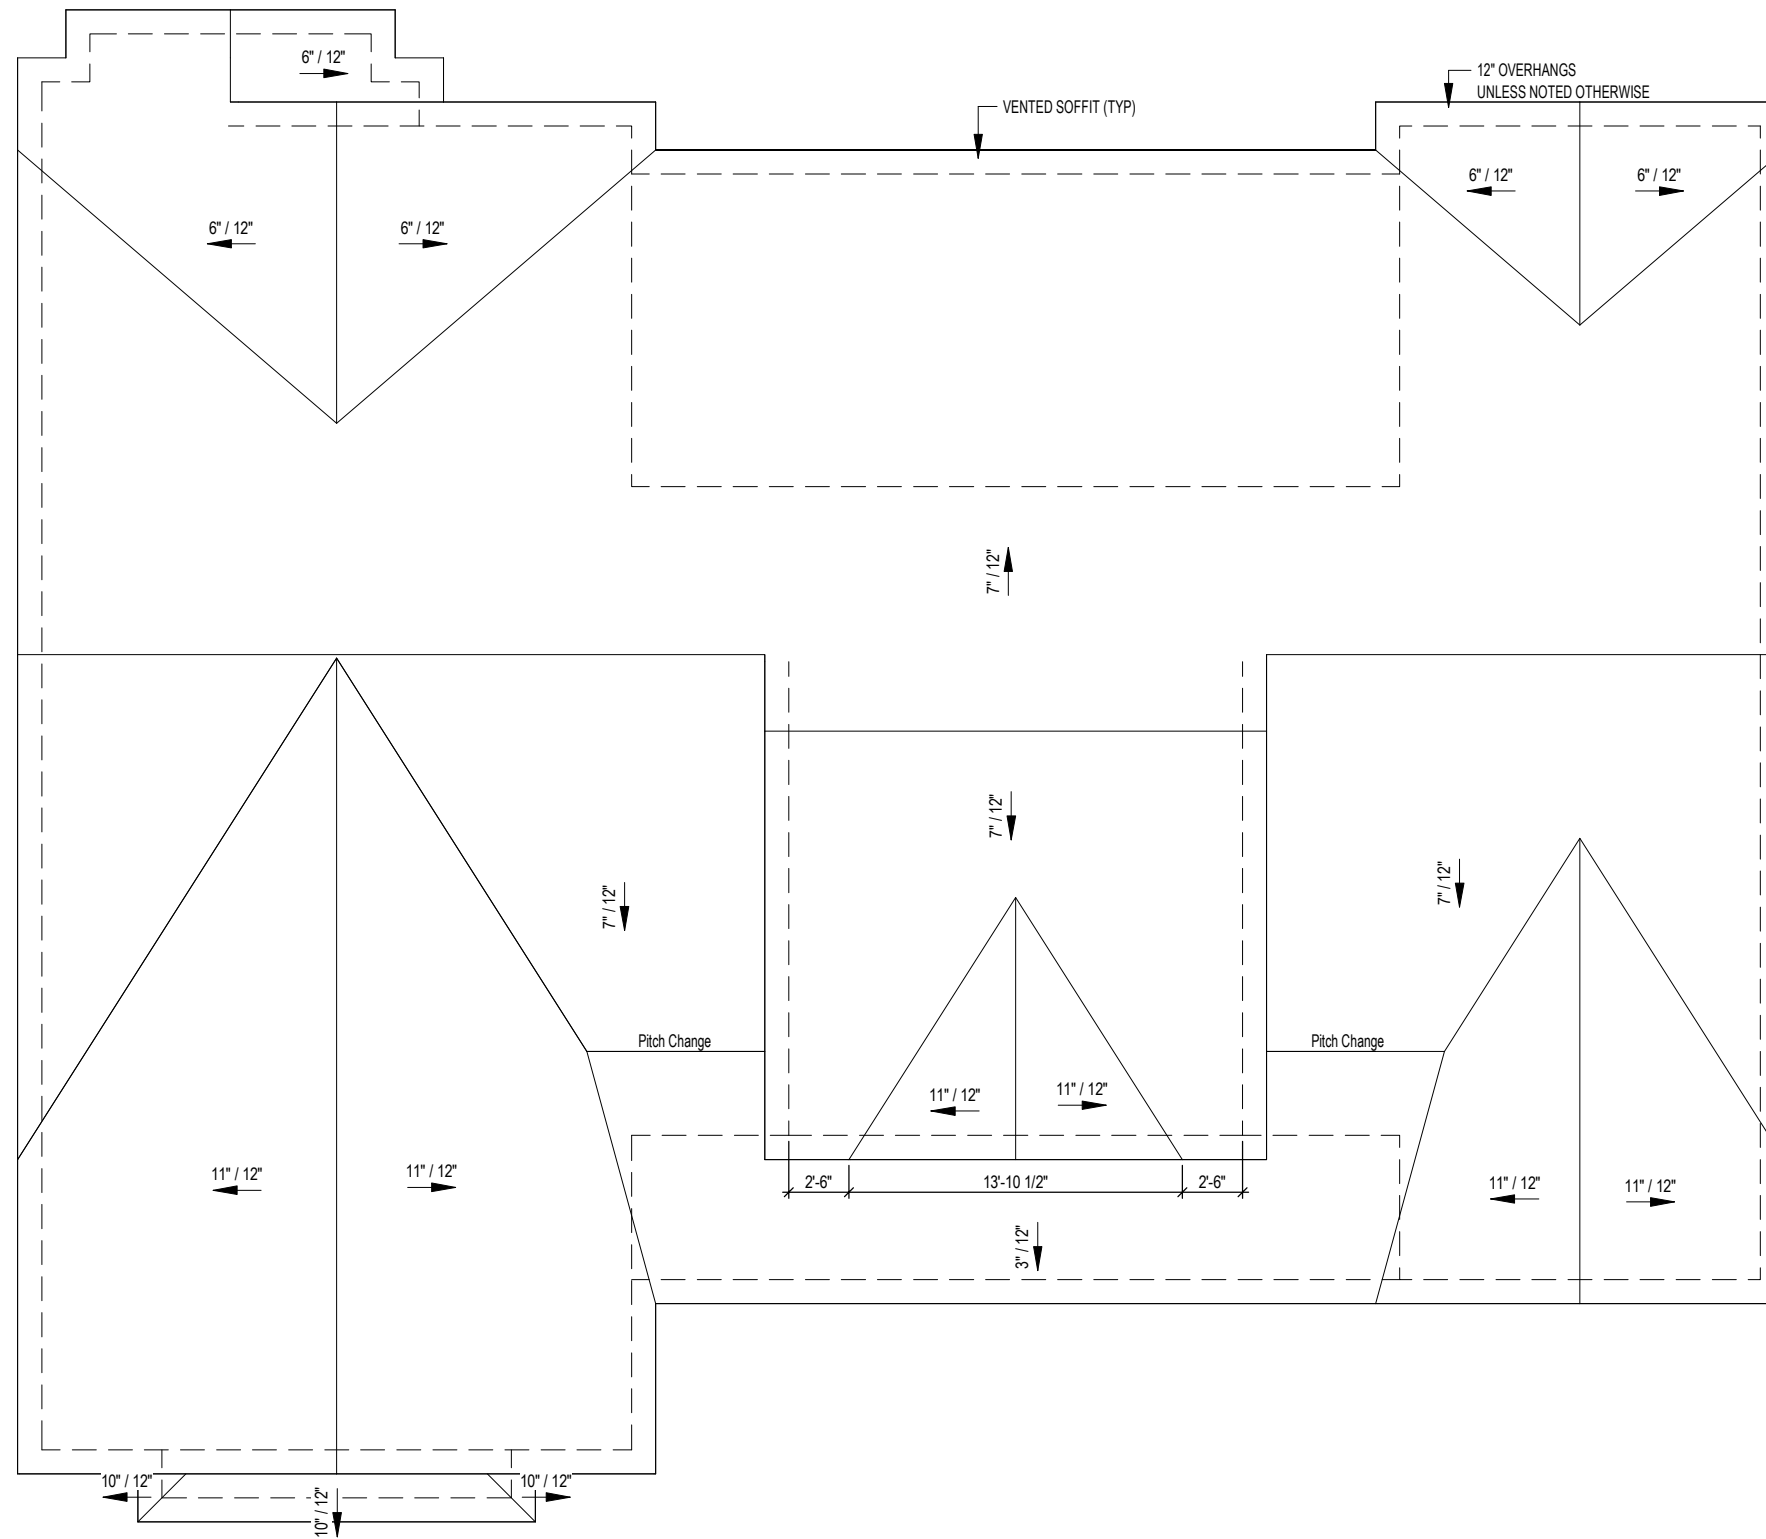 6" / 12"
12" OVERHANGS
UNLESS NOTED OTHERWISE
VENTED SOFFIT (TYP)
6" / 12"
6" / 12"
6" / 12"
6" / 12"
7" / 12"
7" / 12"
7" / 12"
7" / 12"
Pitch Change
Pitch Change
11" / 12"
11" / 12"
11" / 12"
11" / 12"
2'-6"
13'-10 1/2"
2'-6"
11" / 12"
11" / 12"
3" / 12"
10" / 12"
10" / 12"
10" / 12"